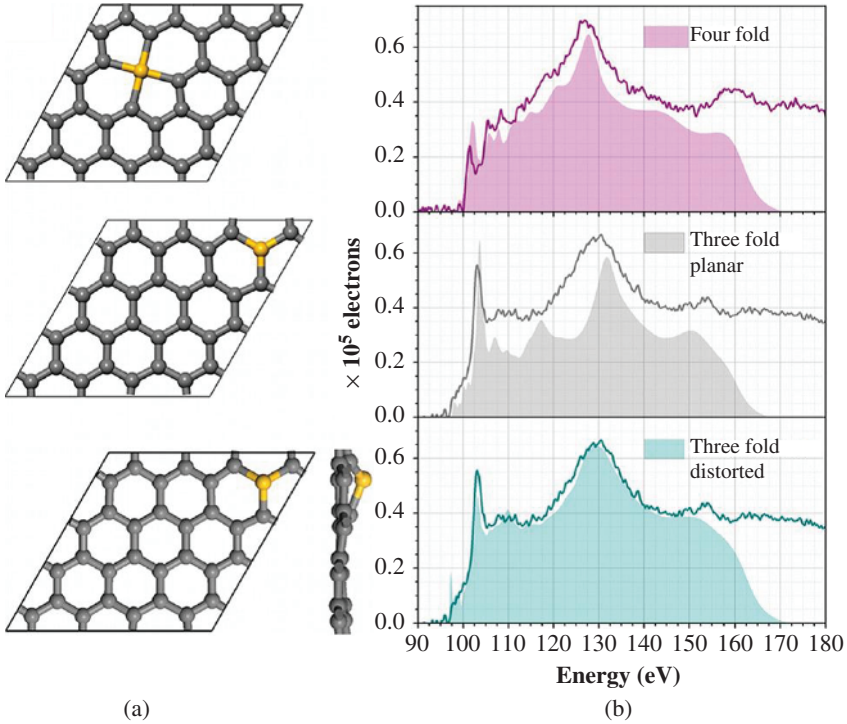 0.6
0.4
0.2
0.0
Four fold
0.6
0.4
0.2
0.0
Three fold
planar
× 10⁵ electrons
0.6
0.4
0.2
0.0
Three fold
distorted
90 100 110 120 130 140 150 160 170 180
Energy (eV)
(a)
(b)